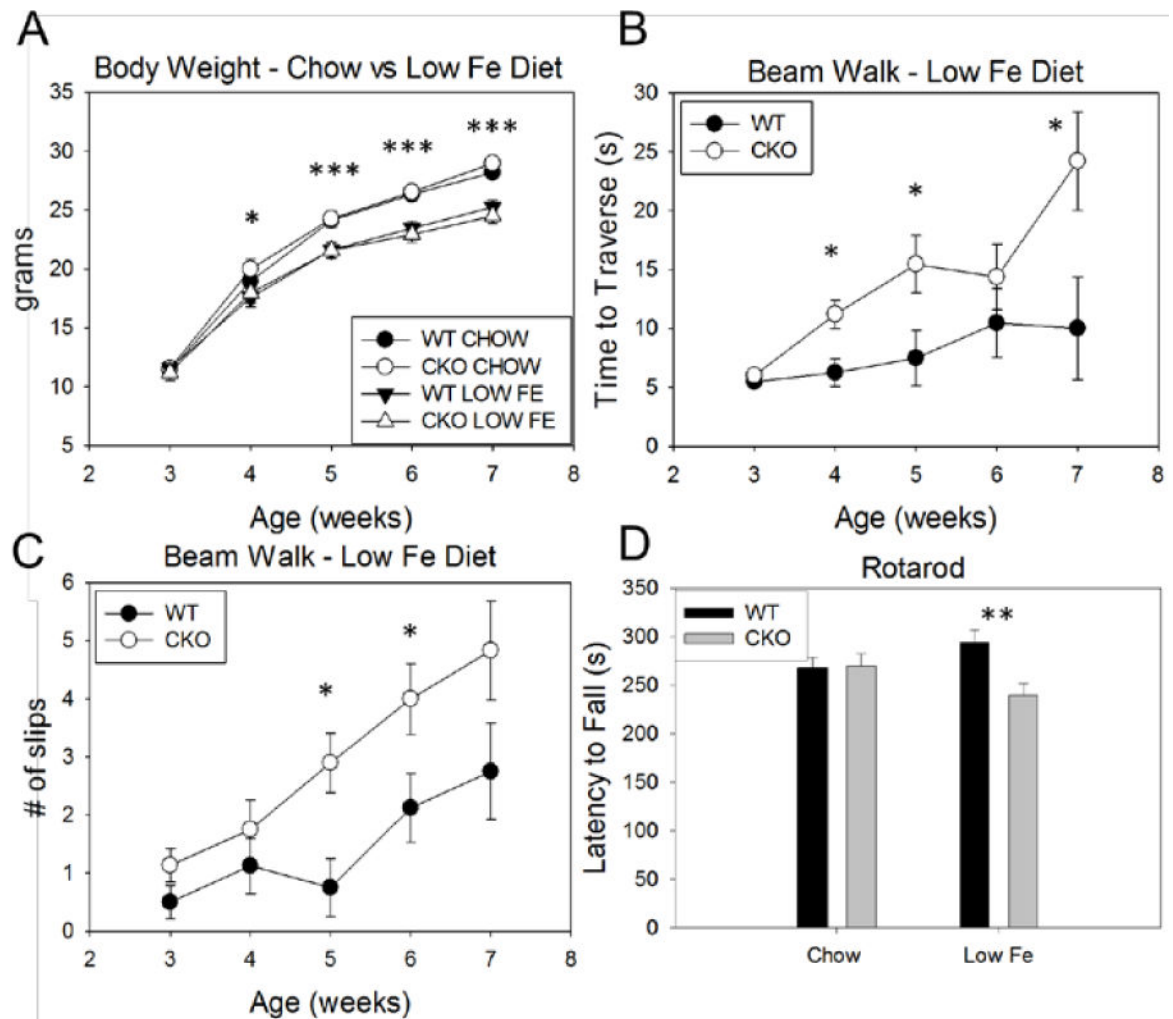 A
Body Weight - Chow vs Low Fe Diet
35
30
25
20
15
10
5
grams
*
***
***
***
WT CHOW
CKO CHOW
WT LOW FE
CKO LOW FE
2 3 4 5 6 7 8
Age (weeks)
B
Beam Walk - Low Fe Diet
30
25
20
15
10
5
0
Time to Traverse (s)
WT
CKO
*
*
*
2 3 4 5 6 7 8
Age (weeks)
C
Beam Walk - Low Fe Diet
6
5
4
3
2
1
0
# of slips
WT
CKO
*
*
2 3 4 5 6 7 8
Age (weeks)
D
Rotarod
350
300
250
200
150
100
50
0
Latency to Fall (s)
WT
CKO
**
Chow Low Fe